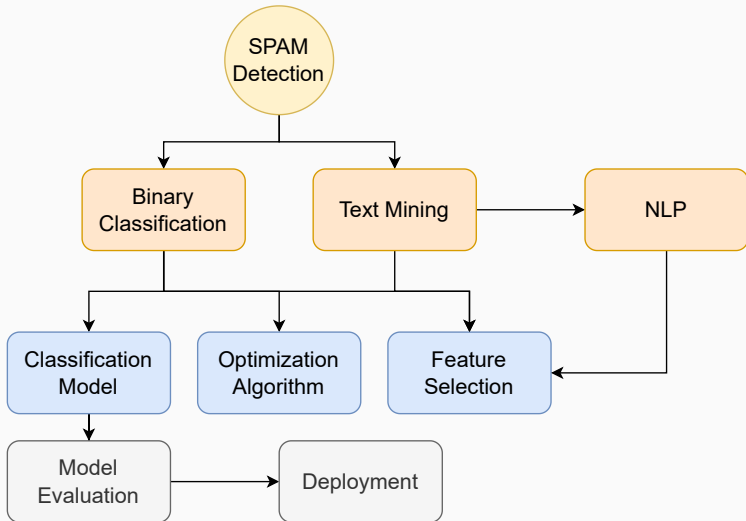 SPAM
Detection
Binary
Classification
Text Mining
NLP
Classification
Model
Optimization
Algorithm
Feature
Selection
Model
Evaluation
Deployment